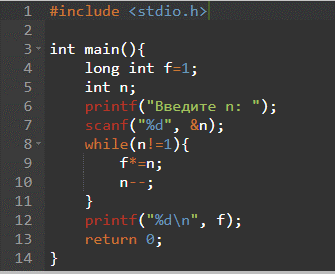 1 #include <stdio.h>
2
3 int main(){
4     long int f=1;
5     int n;
6     printf("Введите n: ");
7     scanf("%d", &n);
8     while(n!=1){
9         f*=n;
10         n--;
11     }
12     printf("%d\n", f);
13     return 0;
14 }